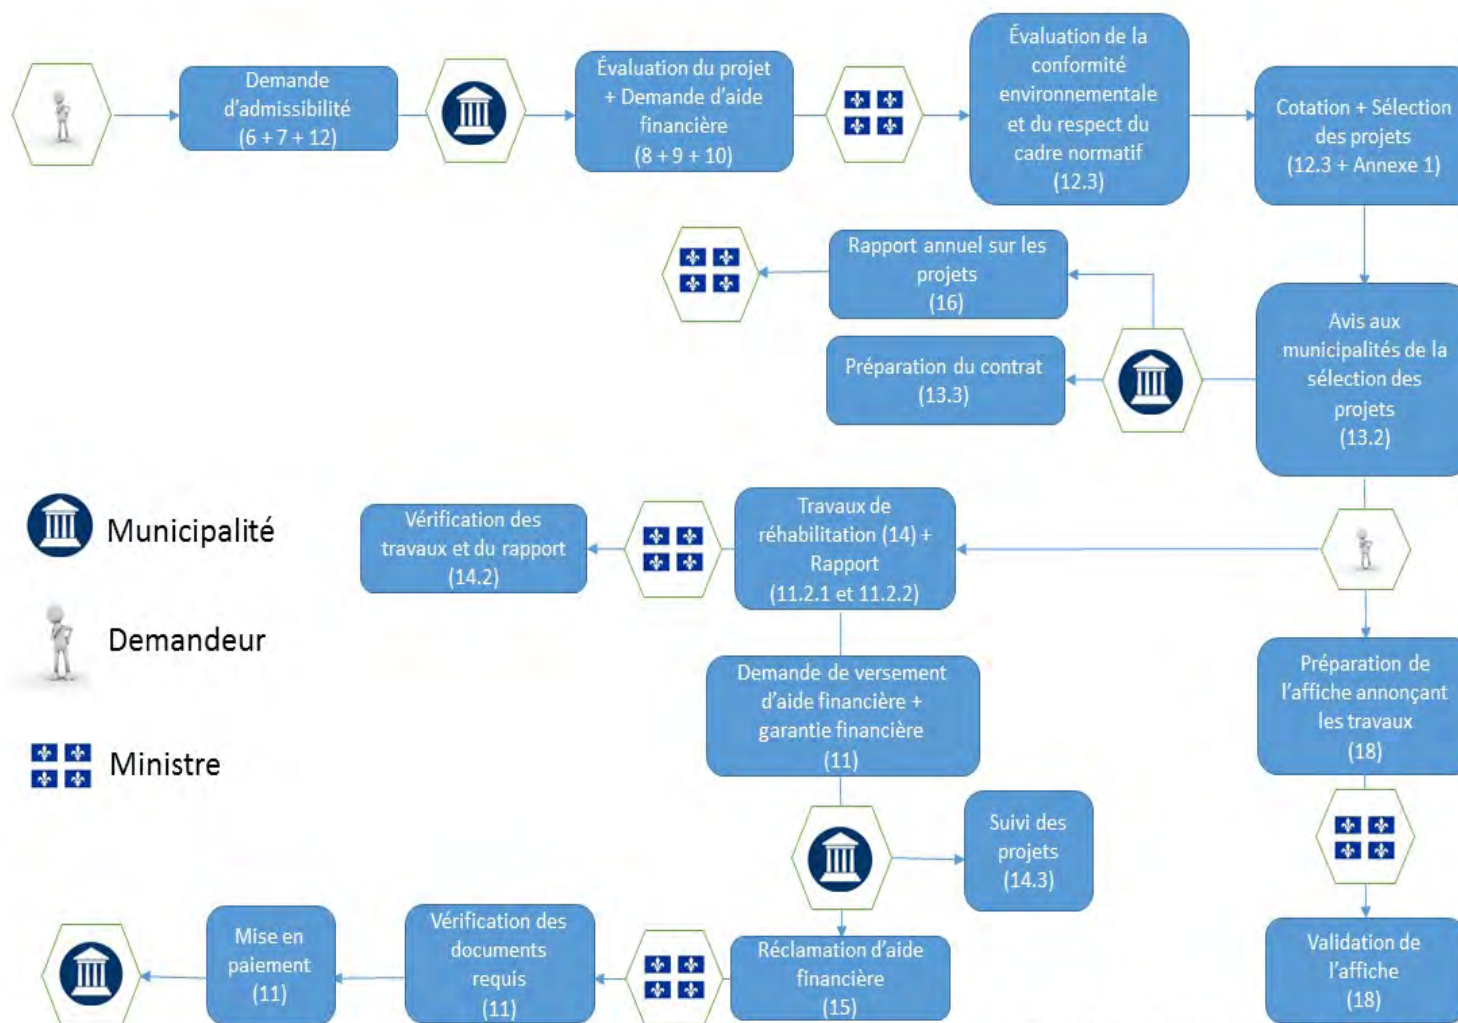 Demande
d'admissibilité
(6 + 7 + 12)
Évaluation du projet
+ Demande d'aide
financière
(8 + 9 + 10)
Évaluation de la
conformité
environnementale
et du respect du
cadre normatif
(12.3)
Cotation + Sélection
des projets
(12.3 + Annexe 1)
Rapport annuel sur les
projets
(16)
Préparation du contrat
(13.3)
Avis aux
municipalités de la
sélection des
projets
(13.2)
Municipalité
Demandeur
Ministre
Vérification des
travaux et du rapport
(14.2)
Travaux de
réhabilitation (14) +
Rapport
(11.2.1 et 11.2.2)
Demande de versement
d'aide financière +
garantie financière
(11)
Préparation de
l'affiche annonçant
les travaux
(18)
Suivi des
projets
(14.3)
Mise en
paiement
(11)
Vérification des
documents
requis
(11)
Réclamation d'aide
financière
(15)
Validation de
l'affiche
(18)